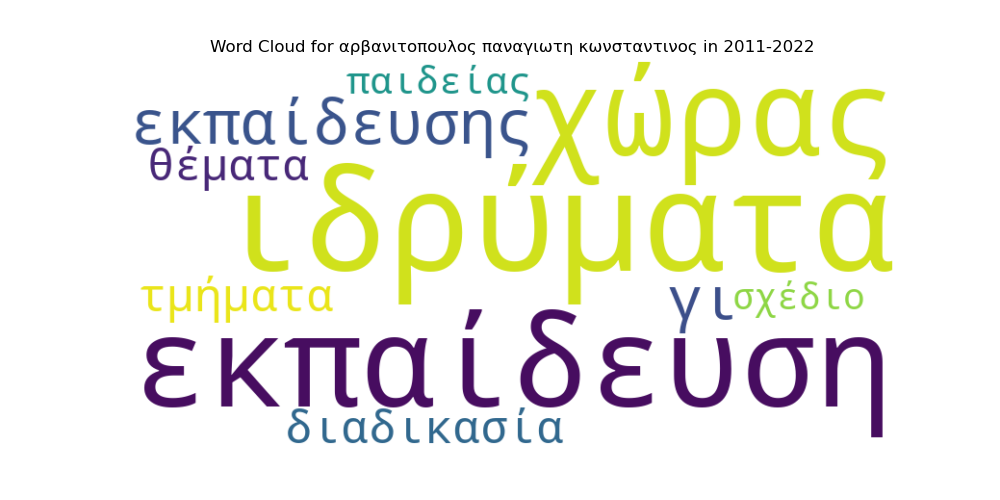 Word Cloud for αρβανιτοπουλος παναγιωτη κωνσταντινος in 2011-2022
παιδείας
εκπαίδευσης χώρας
θέματα
ιδρύματα
τμήματα γι σχέδιο
εκπαίδευση
διαδικασία